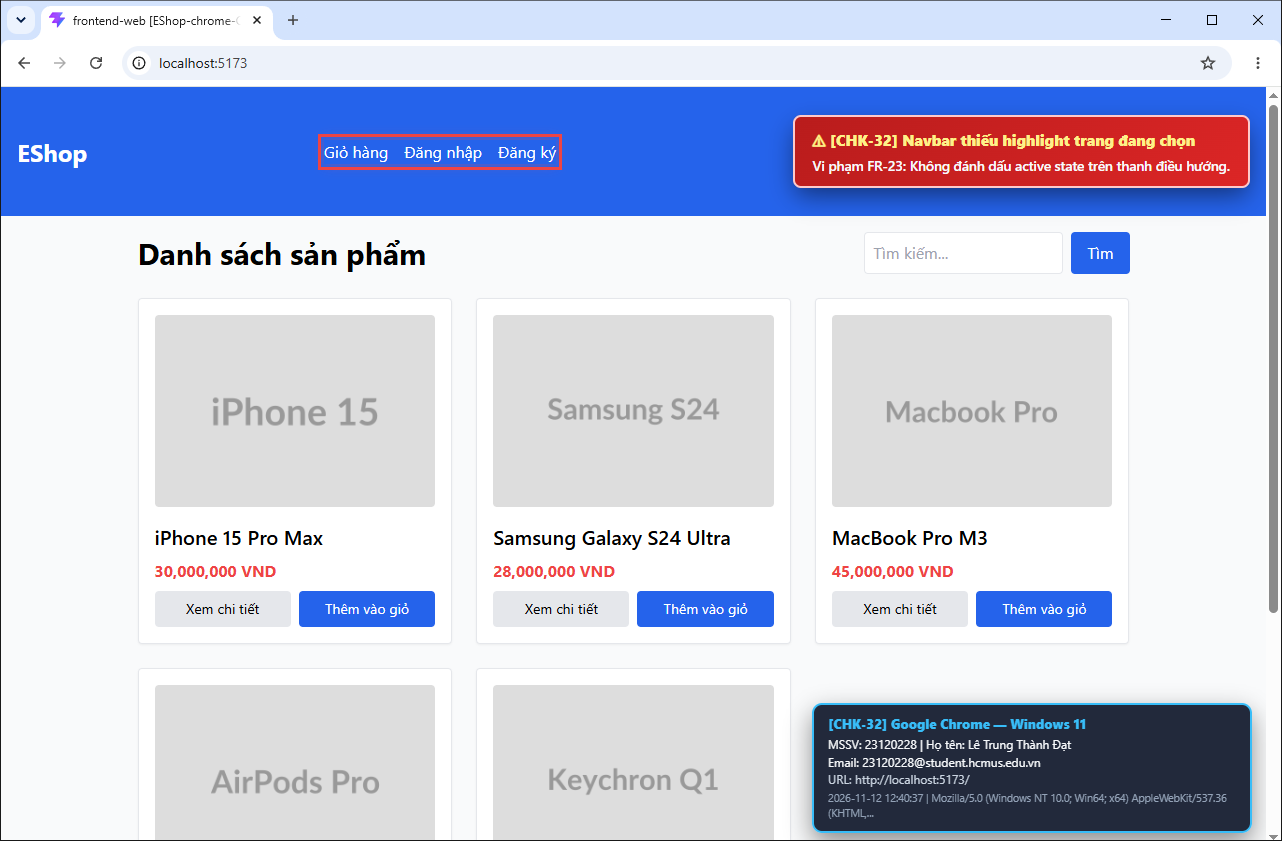 frontend-web [EShop-chrome-
localhost:5173
EShop
Giỏ hàng Đăng nhập Đăng ký
⚠ [CHK-32] Navbar thiếu highlight trang đang chọn
Vi phạm FR-23: Không đánh dấu active state trên thanh điều hướng.
Danh sách sản phẩm
Tìm kiếm...
Tìm
iPhone 15
Samsung S24
Macbook Pro
iPhone 15 Pro Max
Samsung Galaxy S24 Ultra
MacBook Pro M3
30,000,000 VND
28,000,000 VND
45,000,000 VND
Xem chi tiết Thêm vào giỏ
Xem chi tiết Thêm vào giỏ
Xem chi tiết Thêm vào giỏ
AirPods Pro
Keychron Q1
[CHK-32] Google Chrome — Windows 11
MSSV: 23120228 | Họ tên: Lê Trung Thành Đạt
Email: 23120228@student.hcmus.edu.vn
URL: http://localhost:5173/
2026-11-12 12:40:37 | Mozilla/5.0 (Windows NT 10.0; Win64; x64) AppleWebKit/537.36
(KHTML,...